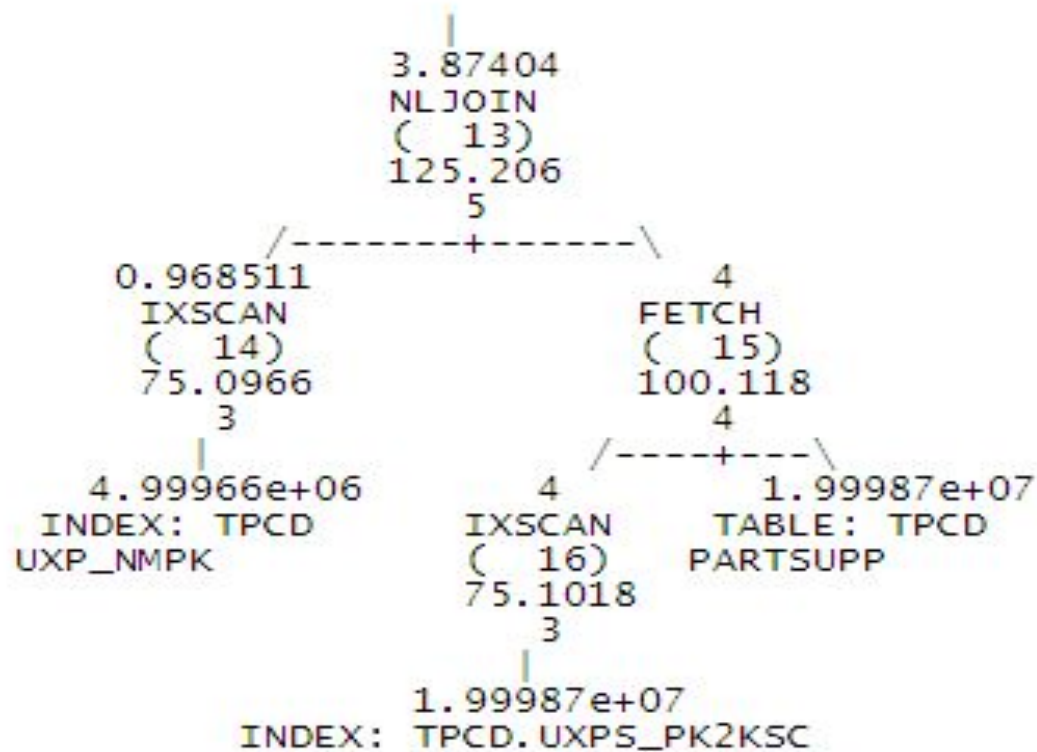 |
3.87404
NLJOIN
(  13)
125.206
5
/-------+------\
0.968511 4
IXSCAN FETCH
(  14) (  15)
75.0966 100.118
3 4
| /----+---\
4.99966e+06 4 1.99987e+07
INDEX: TPCD IXSCAN TABLE: TPCD
UXP_NMPK (  16) PARTSUPP
75.1018
3
|
1.99987e+07
INDEX: TPCD.UXPS_PK2KSC